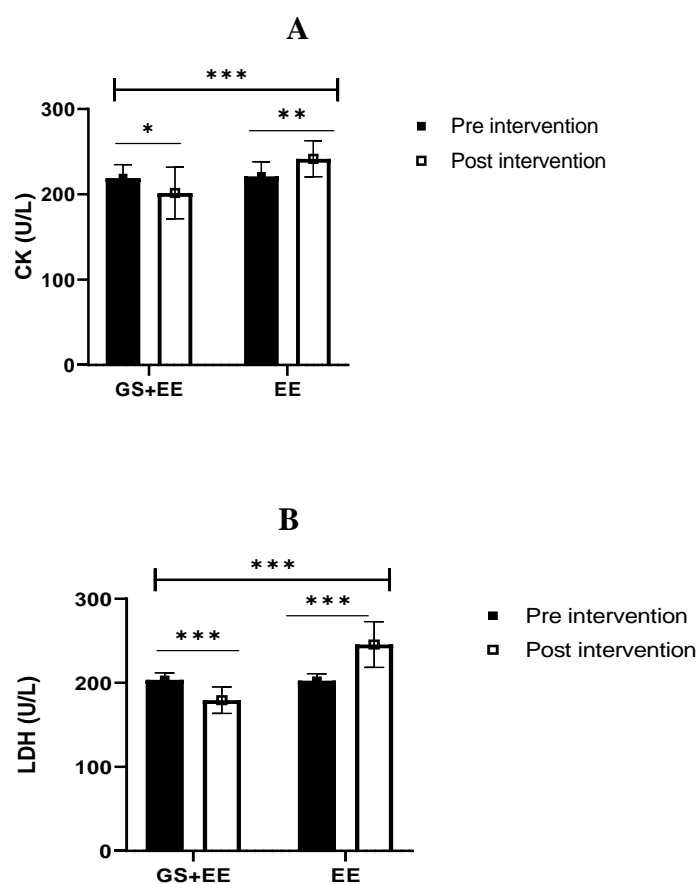 A
***
300
*
**
Pre intervention
Post intervention
200
CK (U/L)
100
0
GS+EE
EE
B
***
300
***
***
Pre intervention
Post intervention
200
LDH (U/L)
100
0
GS+EE
EE